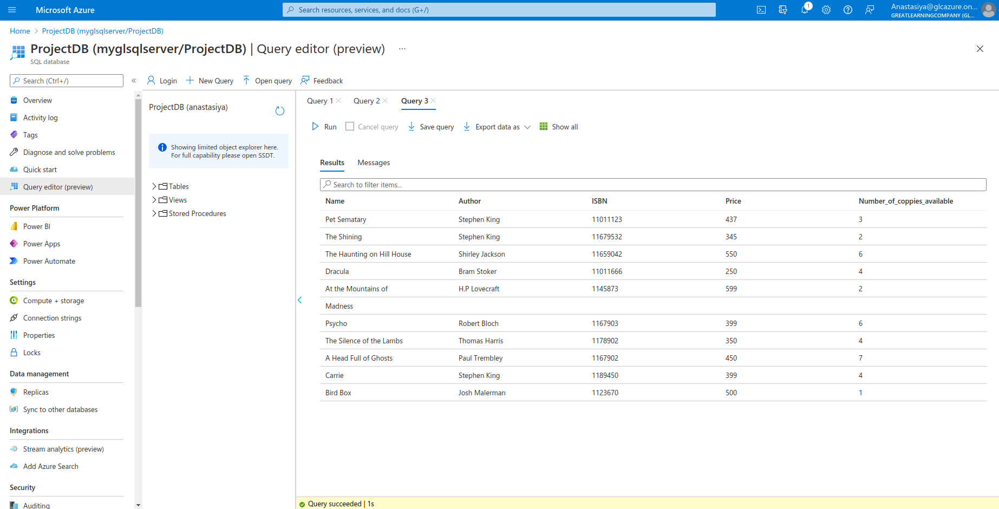 Microsoft Azure
Search resources, services, and docs (G+/)
1
Anastasiya@glcazure.on...
GREATLEARNINGCOMPANY (GL...
Home > ProjectDB (myglsqlserver/ProjectDB)
ProjectDB (myglsqlserver/ProjectDB) | Query editor (preview) ...
SQL database
Search (Ctrl+/)
«
Login
New Query
Open query
Feedback
Overview
Activity log
Tags
Diagnose and solve problems
Quick start
Query editor (preview)
Power Platform
Power BI
Power Apps
Power Automate
Settings
Compute + storage
Connection strings
Properties
Locks
Data management
Replicas
Sync to other databases
Integrations
Stream analytics (preview)
Add Azure Search
Security
Auditing
ProjectDB (anastasiya)
Showing limited object explorer here.
For full capability please open SSDT.
Tables
Views
Stored Procedures
Query 1 Query 2 Query 3
Run Cancel query Save query Export data as Show all
Results Messages
Search to filter items...
Name Author ISBN Price Number_of_coppies_available
Pet Sematary Stephen King 11011123 437 3
The Shining Stephen King 11679532 345 2
The Haunting on Hill House Shirley Jackson 11659042 550 6
Dracula Bram Stoker 11011666 250 4
At the Mountains of H.P Lovecraft 1145873 599 2
Madness
Psycho Robert Bloch 1167903 399 6
The Silence of the Lambs Thomas Harris 1178902 350 4
A Head Full of Ghosts Paul Trembley 1167902 450 7
Carrie Stephen King 1189450 399 4
Bird Box Josh Malerman 1123670 500 1
Query succeeded | 1s